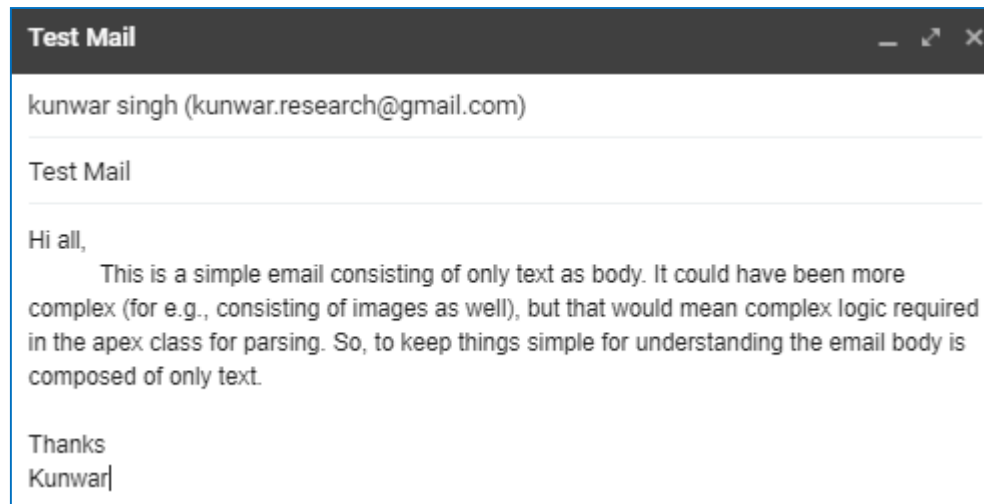 Test Mail
kunwar singh (kunwar.research@gmail.com)
Test Mail
Hi all,
This is a simple email consisting of only text as body. It could have been more
complex (for e.g., consisting of images as well), but that would mean complex logic required
in the apex class for parsing. So, to keep things simple for understanding the email body is
composed of only text.
Thanks
Kunwar